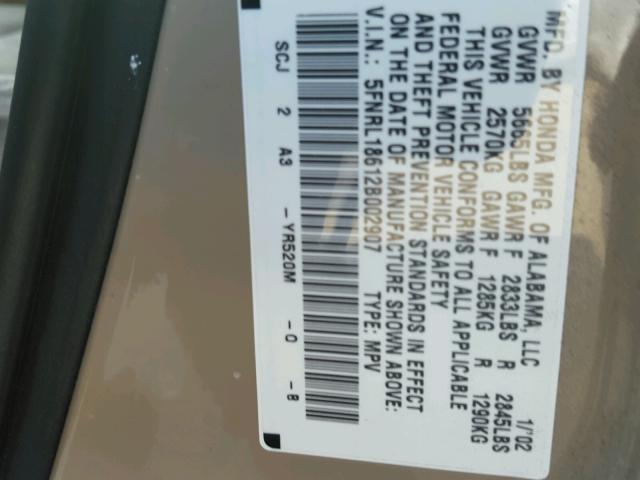 MFD. BY HONDA MFG. OF ALABAMA, LLC 1/'02
GVWR 5665LBS GAWR F 2833LBS R 2845LBS
GVWR 2570KG GAWR F 1285KG R 1290KG
THIS VEHICLE CONFORMS TO ALL APPLICABLE
FEDERAL MOTOR VEHICLE SAFETY
AND THEFT PREVENTION STANDARDS IN EFFECT
ON THE DATE OF MANUFACTURE SHOWN ABOVE:
V.I.N.: 5FNRL18612B002907 TYPE: MPV
SCJ 2 A3 -YR520M -O -8